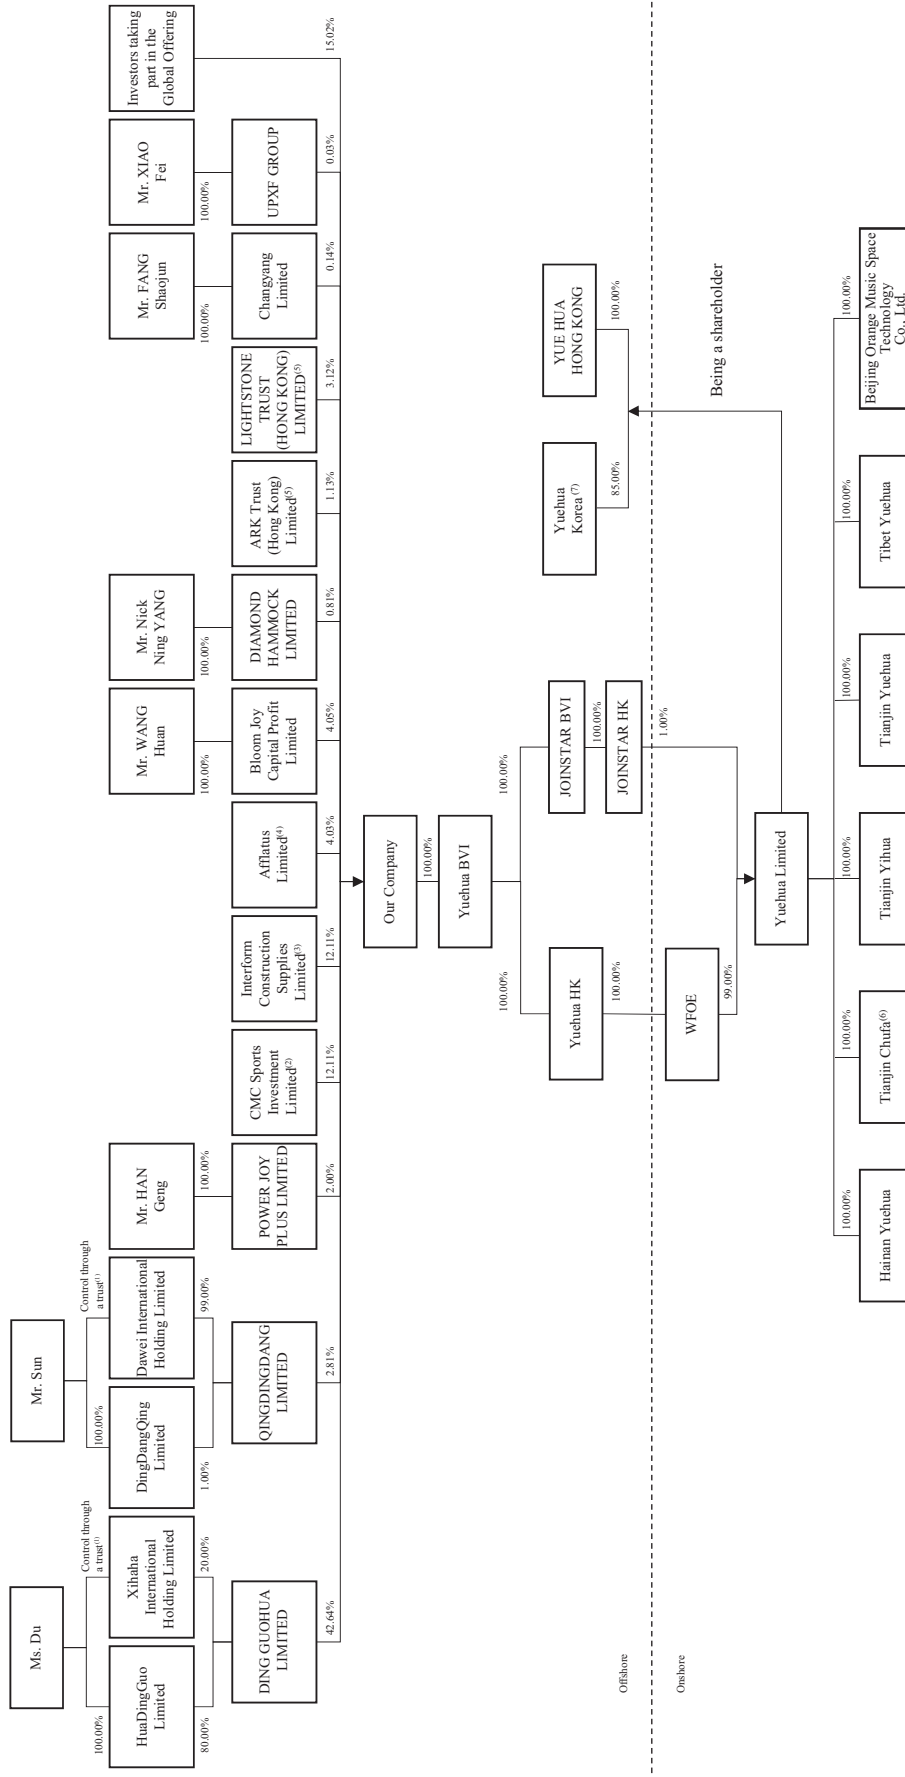 Ms. Du
Mr. Sun
100.00%
Control through
a trust(1)
100.00%
Control through
a trust(1)
HuaDingGuo
Limited
Xihaha
International
Holding Limited
DingDangQing
Limited
Dawei International
Holding Limited
Mr. HAN
Geng
Mr. WANG
Huan
Mr. Nick
Ning YANG
Mr. FANG
Shaojun
Mr. XIAO
Fei
Investors taking
part in the
Global Offering
80.00%
20.00%
1.00%
99.00%
100.00%
100.00%
100.00%
100.00%
100.00%
DING GUOHUA
LIMITED
QINGDINGDANG
LIMITED
POWER JOY
PLUS LIMITED
CMC Sports
Investment
Limited(2)
Interform
Construction
Supplies
Limited(3)
Afflatus
Limited(4)
Bloom Joy
Capital Profit
Limited
DIAMOND
HAMMOCK
LIMITED
ARK Trust
(Hong Kong)
Limited(5)
LIGHTSTONE
TRUST
(HONG KONG)
LIMITED(5)
Changyang
Limited
UPXF GROUP
42.64%
2.81%
2.00%
12.11%
12.11%
4.03%
4.05%
0.81%
1.13%
3.12%
0.14%
0.03%
15.02%
Our Company
100.00%
Yuehua BVI
100.00%
100.00%
Yuehua HK
JOINSTAR BVI
Yuehua
Korea (7)
YUE HUA
HONG KONG
100.00%
100.00%
JOINSTAR HK
85.00%
100.00%
Offshore
Onshore
1.00%
WFOE
99.00%
Being a shareholder
Yuehua Limited
100.00%
100.00%
100.00%
100.00%
100.00%
100.00%
Hainan Yuehua
Tianjin Chufa(6)
Tianjin Yihua
Tianjin Yuehua
Tibet Yuehua
Beijing Orange Music Space
Technology
Co., Ltd.